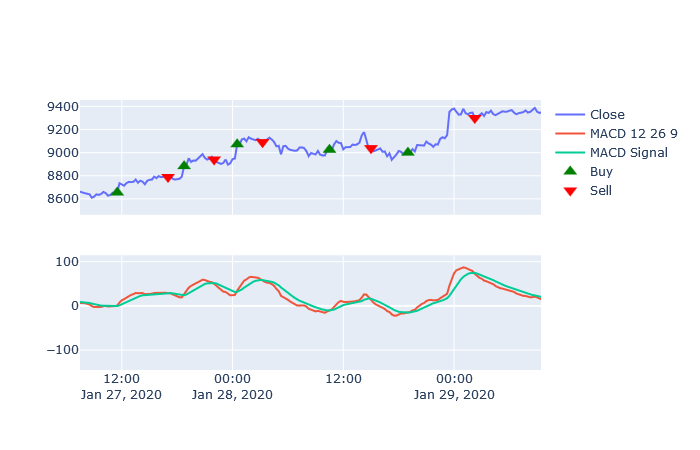 9400
9200
9000
8800
8600
Close
MACD 12 26 9
MACD Signal
Buy
Sell
100
0
−100
12:00 00:00 12:00 00:00
Jan 27, 2020 Jan 28, 2020 Jan 29, 2020